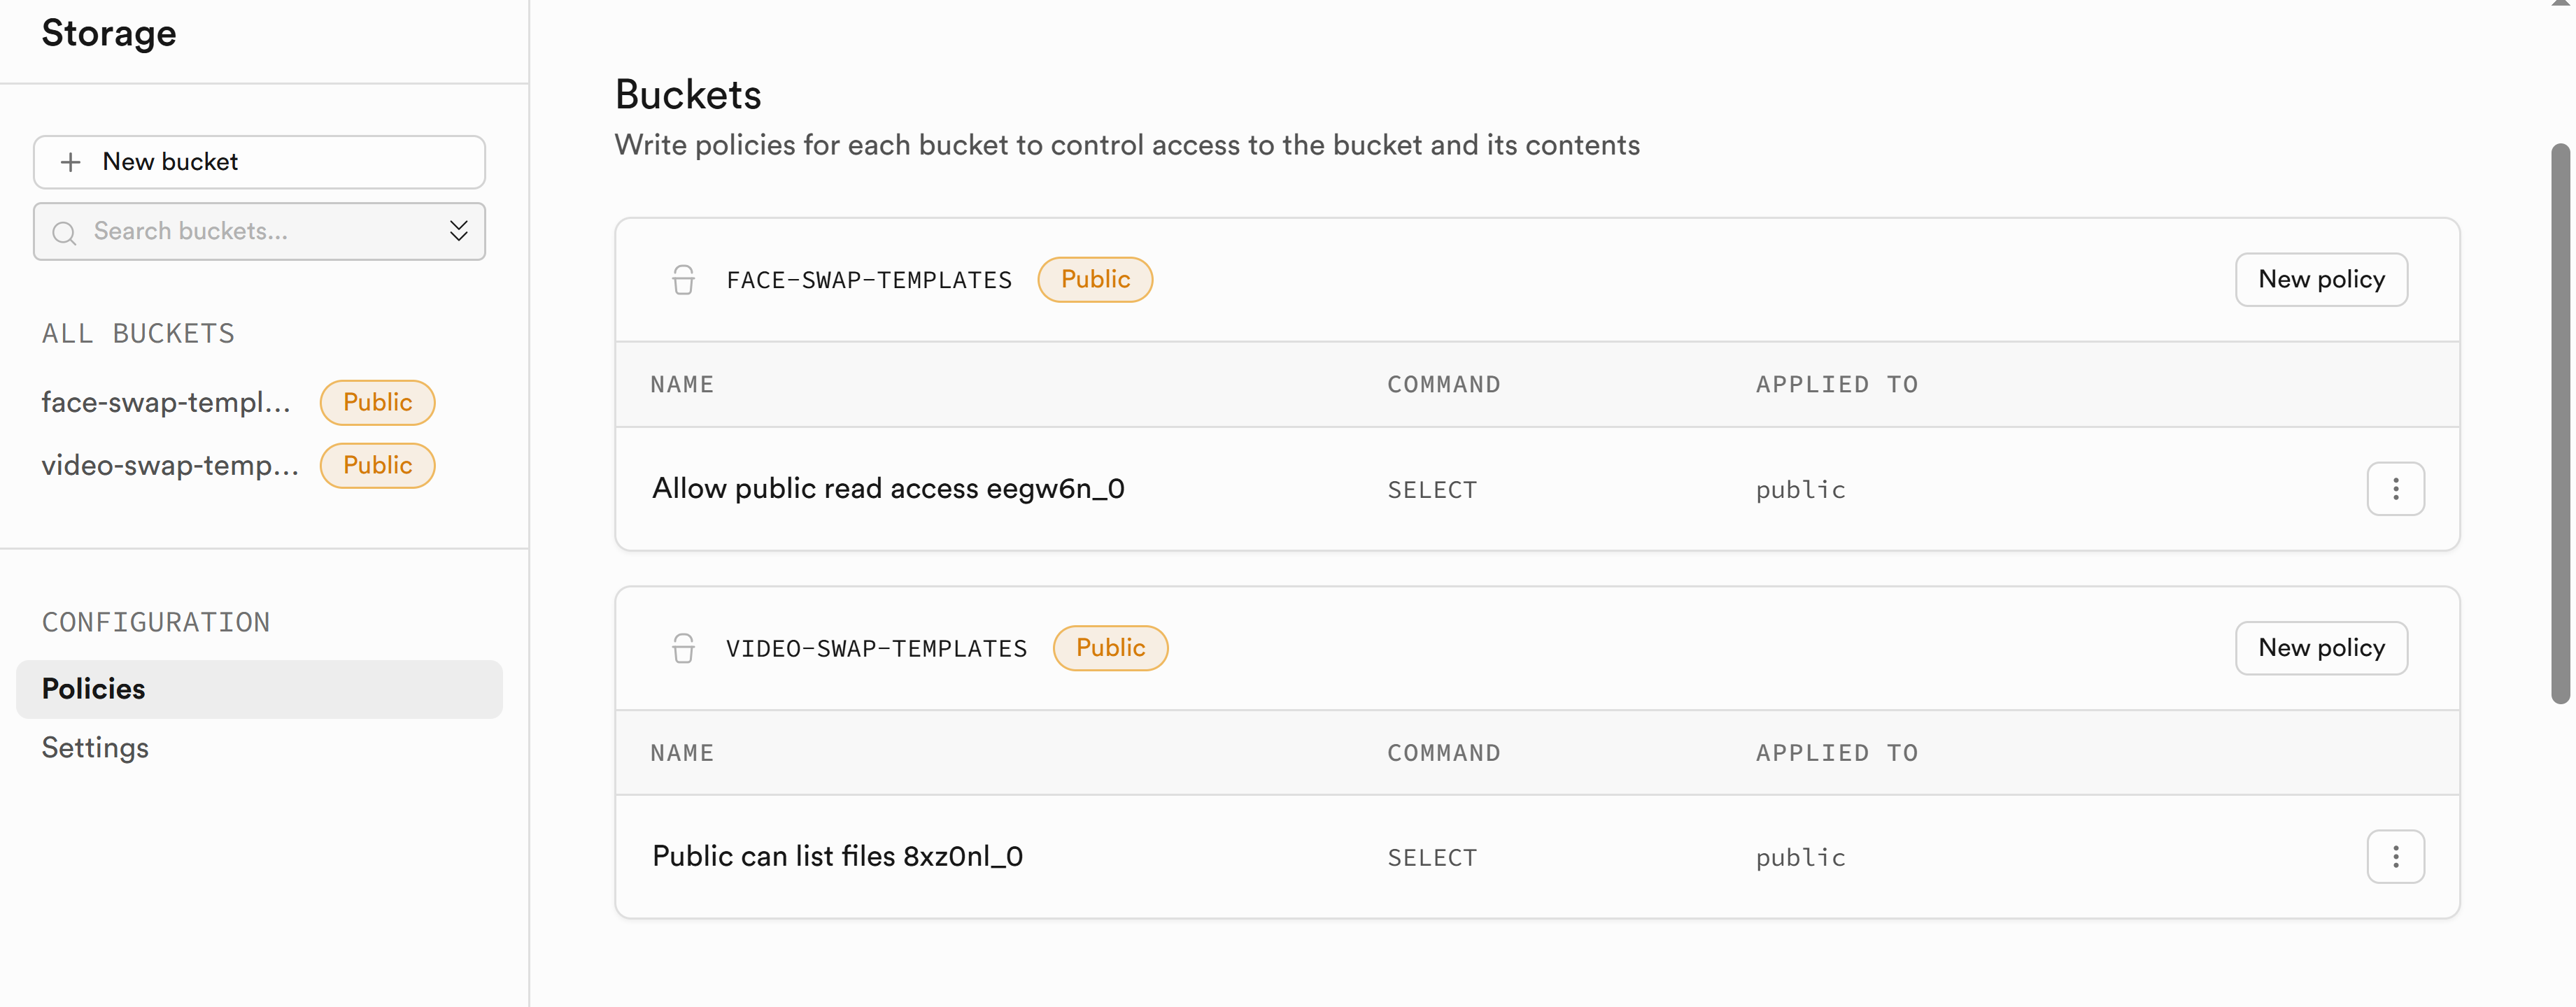 Storage
New bucket
Search buckets...
ALL BUCKETS
face-swap-templ... Public
video-swap-temp... Public
CONFIGURATION
Policies
Settings
Buckets
Write policies for each bucket to control access to the bucket and its contents
FACE-SWAP-TEMPLATES Public New policy
NAME COMMAND APPLIED TO
Allow public read access eegw6n_0 SELECT public
VIDEO-SWAP-TEMPLATES Public New policy
NAME COMMAND APPLIED TO
Public can list files 8xz0nl_0 SELECT public